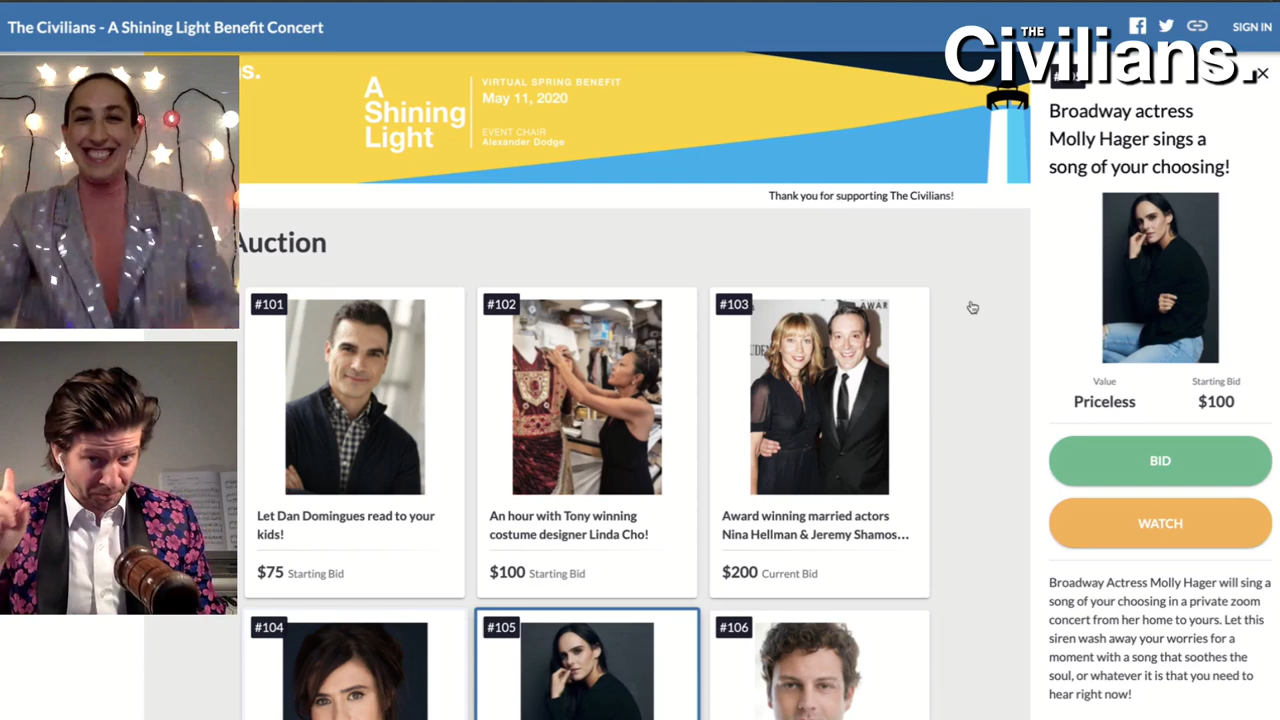 The Civilians - A Shining Light Benefit Concert
SIGN IN
THE
Civilians.
s.
A
Shining
Light
VIRTUAL SPRING BENEFIT
May 11, 2020
EVENT CHAIR
Alexander Dodge
Thank you for supporting The Civilians!
Auction
#101
Let Dan Domingues read to your
kids!
$75 Starting Bid
#102
An hour with Tony winning
costume designer Linda Cho!
$100 Starting Bid
#103
AWAR
Award winning married actors
Nina Hellman & Jeremy Shamos...
$200 Current Bid
#104
#105
#106
Broadway actress
Molly Hager sings a
song of your choosing!
Value
Starting Bid
Priceless
$100
BID
WATCH
Broadway Actress Molly Hager will sing a
song of your choosing in a private zoom
concert from her home to yours. Let this
siren wash away your worries for a
moment with a song that soothes the
soul, or whatever it is that you need to
hear right now!